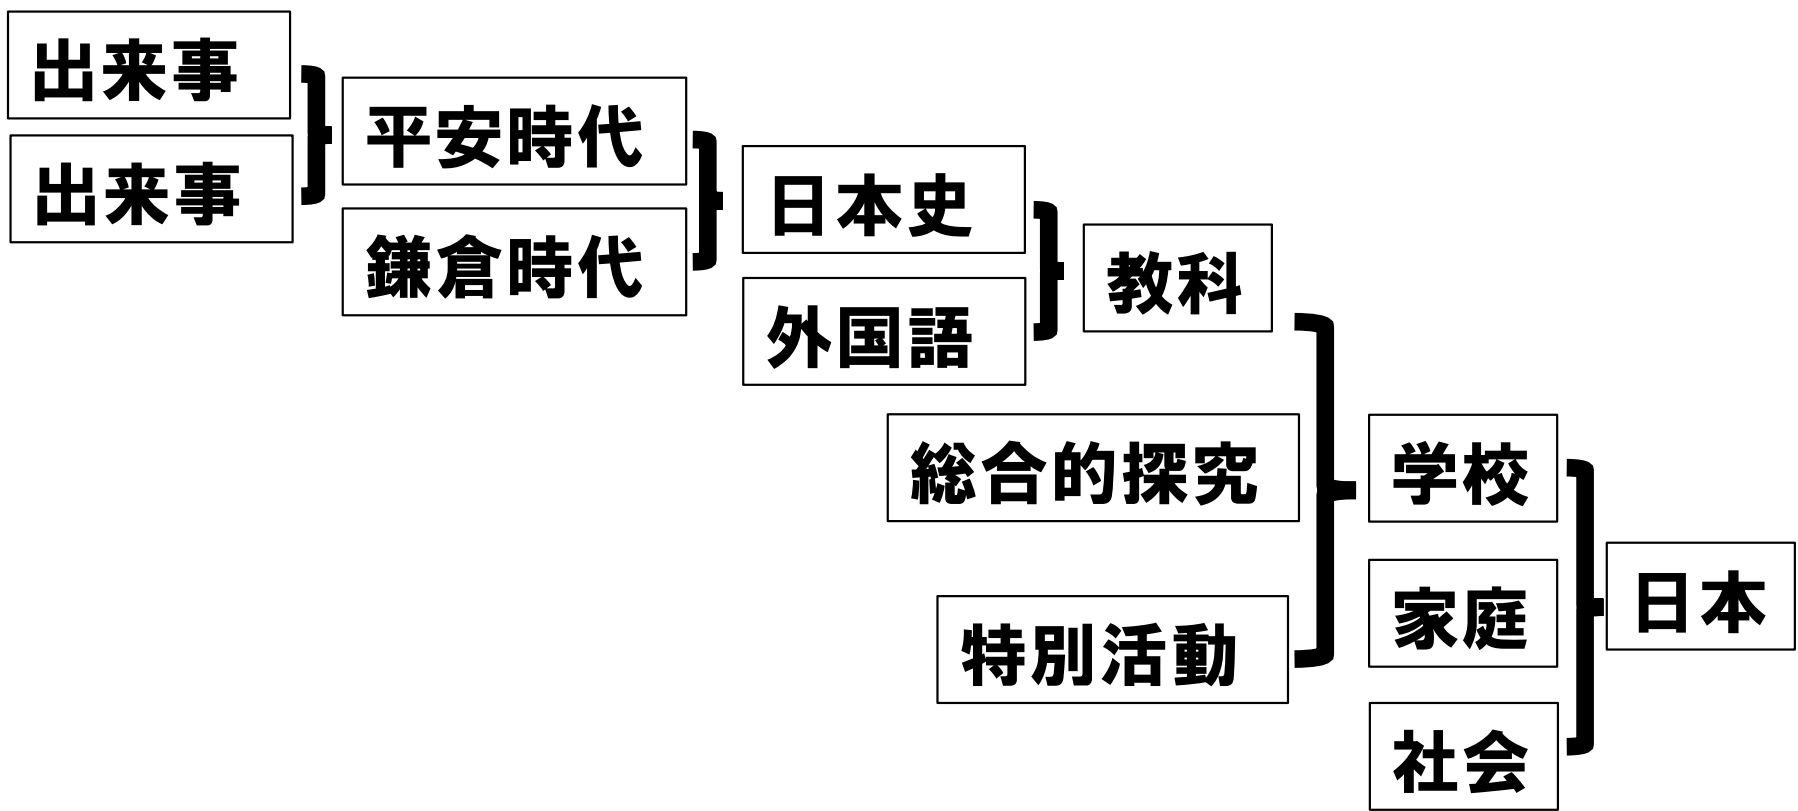 出来事
出来事
平安時代
鎌倉時代
日本史
外国語
教科
総合的探究
特別活動
学校
家庭
社会
日本